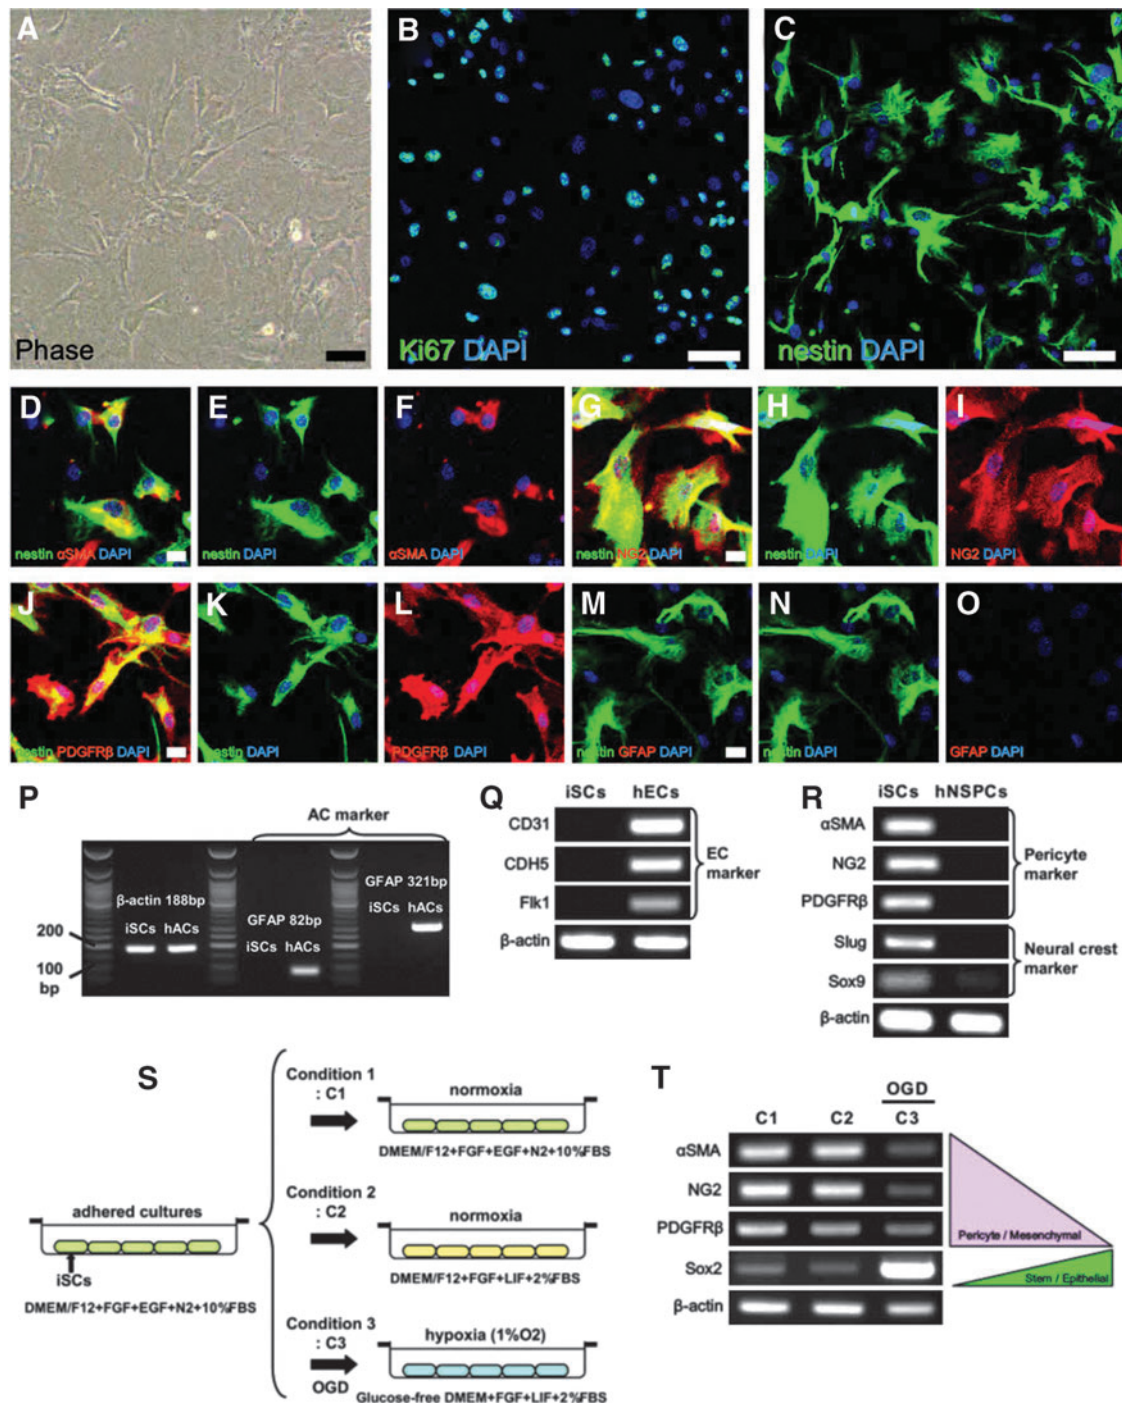 A
Phase
B
Ki67 DAPI
C
nestin DAPI
D
nestin αSMA DAPI
E
nestin DAPI
F
αSMA DAPI
G
nestin NG2 DAPI
H
nestin DAPI
I
NG2 DAPI
J
nestin PDGFRβ DAPI
K
nestin DAPI
L
PDGFRβ DAPI
M
nestin GFAP DAPI
N
nestin DAPI
O
GFAP DAPI
P
AC marker
β-actin 188bp
iSCs hACs
GFAP 82bp
iSCs hACs
GFAP 321bp
iSCs hACs
200
100
bp
Q
iSCs hECs
CD31
CDH5
Flk1
β-actin
EC
marker
R
iSCs hNSPCs
αSMA
NG2
PDGFRβ
Slug
Sox9
β-actin
Pericyte
marker
Neural crest
marker
S
adhered cultures
iSCs
DMEM/F12+FGF+EGF+N2+10%FBS
Condition 1
: C1
normoxia
DMEM/F12+FGF+EGF+N2+10%FBS
Condition 2
: C2
normoxia
DMEM/F12+FGF+LIF+2%FBS
Condition 3
: C3
OGD
hypoxia (1%O2)
Glucose-free DMEM+FGF+LIF+2%FBS
T
OGD
C1 C2 C3
αSMA
NG2
PDGFRβ
Sox2
β-actin
Pericyte / Mesenchymal
Stem / Epithelial